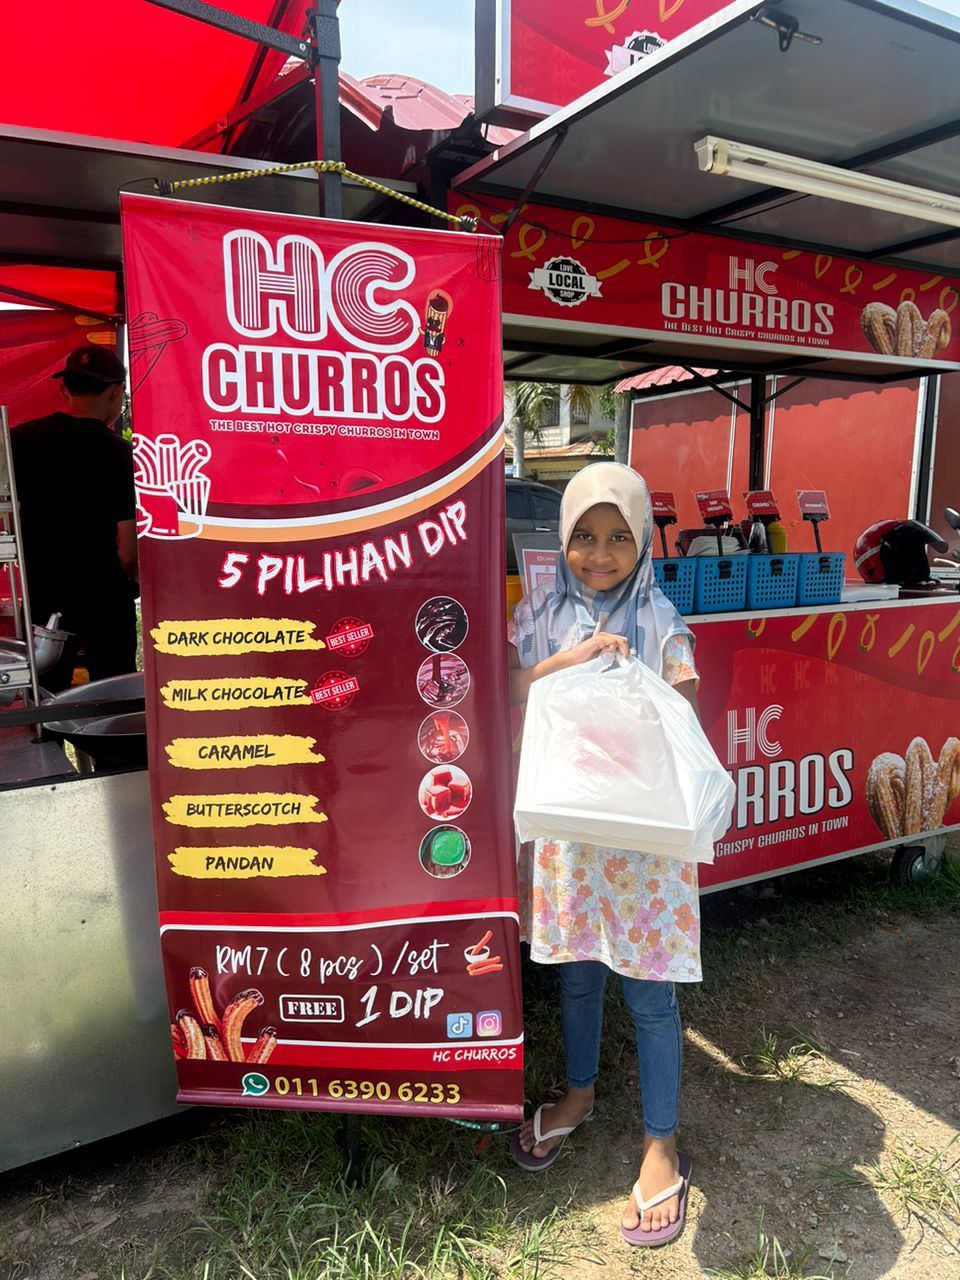 HC
CHURROS
THE BEST HOT CRISPY CHURROS IN TOWN
5 PILIHAN DIP
DARK CHOCOLATE
BEST SELLER
MILK CHOCOLATE
BEST SELLER
CARAMEL
BUTTERSCOTCH
PANDAN
RM7 ( 8 pcs ) /set
FREE 1 DIP
HC CHURROS
011 6390 6233
LOVE
LOCAL
SHOP
HC
CHURROS
THE BEST HOT CRISPY CHURROS IN TOWN
HC
RROS
CRISPY CHURROS IN TOWN